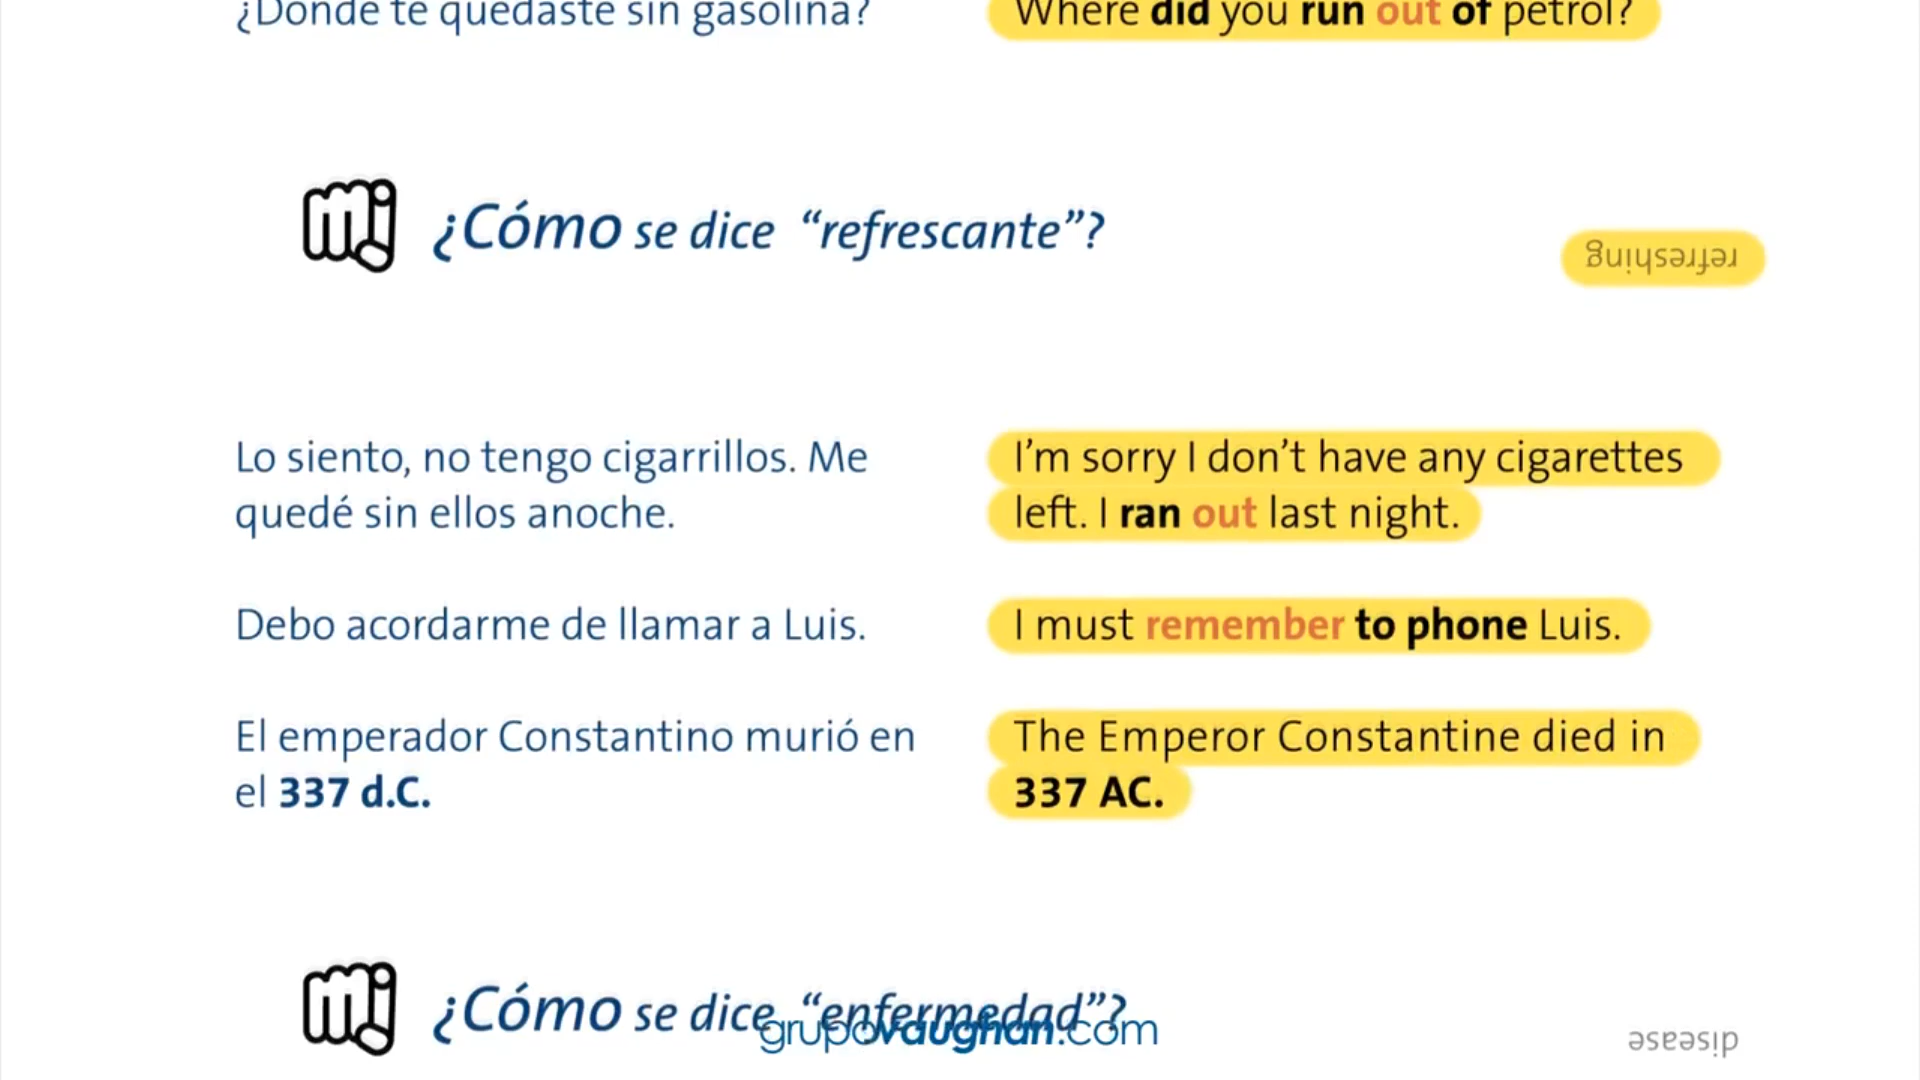 ¿Dónde te quedaste sin gasolina?
Where did you run out of petrol?
¿Cómo se dice “refrescante”?
refreshing
Lo siento, no tengo cigarrillos. Me
quedé sin ellos anoche.
I’m sorry I don’t have any cigarettes
left. I ran out last night.
Debo acordarme de llamar a Luis.
I must remember to phone Luis.
El emperador Constantino murió en
el 337 d.C.
The Emperor Constantine died in
337 AC.
¿Cómo se dice “enfermedad”?
disease
grupovaughan.com